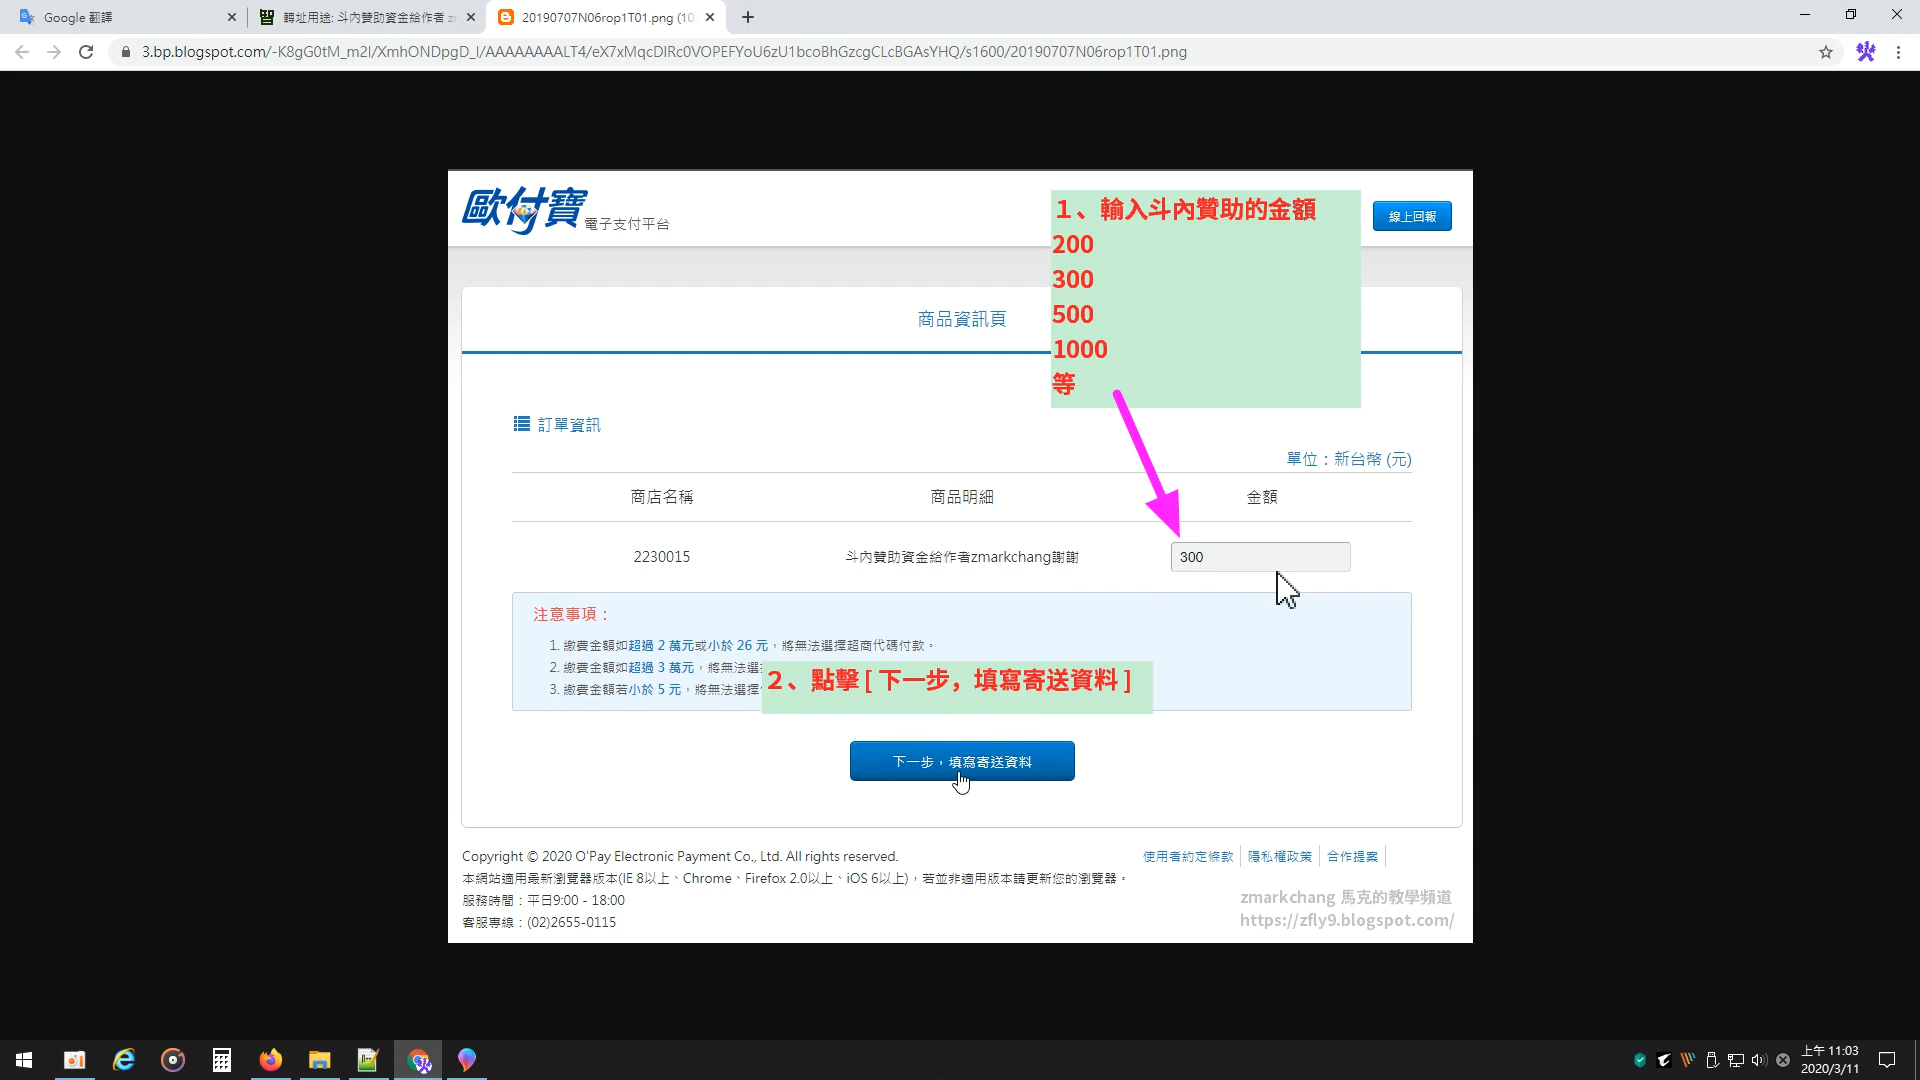 Google 翻譯
轉址用途: 斗內贊助資金給作者 z
20190707N06rop1T01.png (10
3.bp.blogspot.com/-K8gG0tM_m2I/XmhONDpgD_I/AAAAAAAALT4/eX7xMqcDIRc0VOPEFYoU6zU1bcoBhGzcgCLcBGAsYHQ/s1600/20190707N06rop1T01.png
歐付寶 電子支付平台
線上回報
1、輸入斗內贊助的金額
200
300
500
1000
等
商品資訊頁
訂單資訊
單位：新台幣 (元)
商店名稱 商品明細 金額
2230015 斗內贊助資金給作者zmarkchang謝謝 300
注意事項：
1. 繳費金額如超過 2 萬元或小於 26 元，將無法選擇超商代碼付款。
2. 繳費金額如超過 3 萬元，將無法選
3. 繳費金額若小於 5 元，將無法選擇
2、點擊 [ 下一步，填寫寄送資料 ]
下一步，填寫寄送資料
Copyright © 2020 O'Pay Electronic Payment Co., Ltd. All rights reserved.
使用者約定條款 隱私權政策 合作提案
本網站適用最新瀏覽器版本(IE 8以上、Chrome、Firefox 2.0以上、iOS 6以上)，若並非適用版本請更新您的瀏覽器。
服務時間：平日9:00 - 18:00
客服專線：(02)2655-0115
zmarkchang 馬克的教學頻道
https://zfly9.blogspot.com/
上午 11:03
2020/3/11